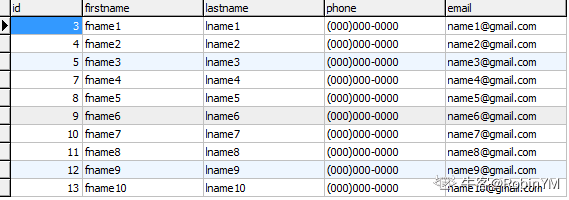 id firstname lastname phone email
3 fname1 lname1 (000)000-0000 name1@gmail.com
4 fname2 lname2 (000)000-0000 name2@gmail.com
5 fname3 lname3 (000)000-0000 name3@gmail.com
7 fname4 lname4 (000)000-0000 name4@gmail.com
8 fname5 lname5 (000)000-0000 name5@gmail.com
9 fname6 lname6 (000)000-0000 name6@gmail.com
10 fname7 lname7 (000)000-0000 name7@gmail.com
11 fname8 lname8 (000)000-0000 name8@gmail.com
12 fname9 lname9 (000)000-0000 name9@gmail.com
13 fname10 lname10 (000)000-0000 name10@gmail.com
牛客@RobinYM